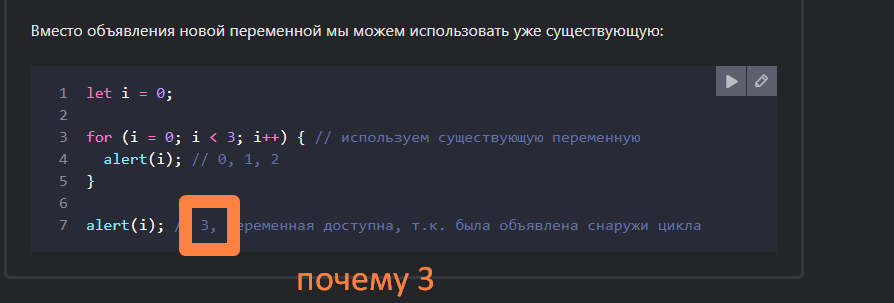 Вместо объявления новой переменной мы можем использовать уже существующую:
1 let i = 0;
2
3 for (i = 0; i < 3; i++) { // используем существующую переменную
4 alert(i); // 0, 1, 2
5 }
6
7 alert(i); / 3, еременная доступна, т.к. была объявлена снаружи цикла
почему 3